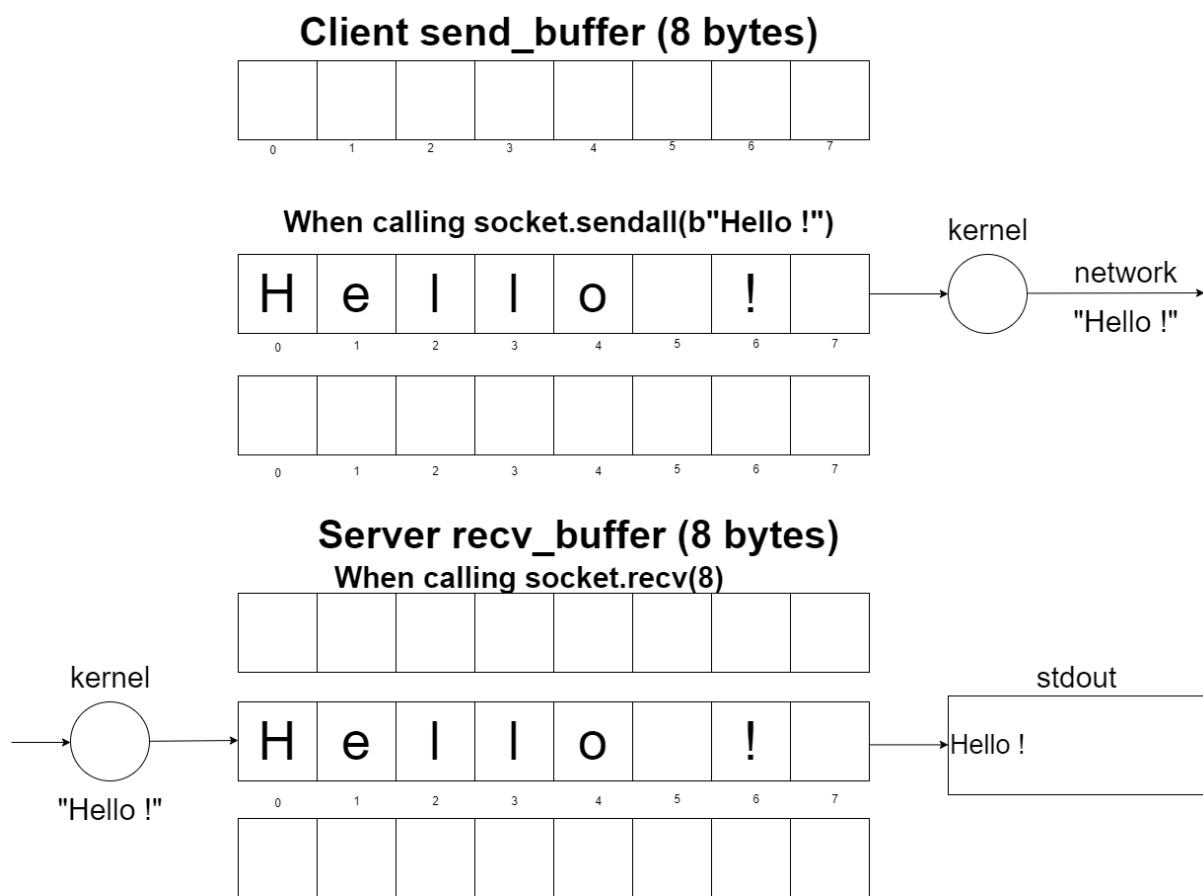 Client send_buffer (8 bytes)
0 1 2 3 4 5 6 7
When calling socket.sendall(b"Hello !")
kernel
H e l l o !
network
"Hello !"
0 1 2 3 4 5 6 7
0 1 2 3 4 5 6 7
Server recv_buffer (8 bytes)
When calling socket.recv(8)
kernel
stdout
H e l l o !
Hello !
"Hello !"
0 1 2 3 4 5 6 7